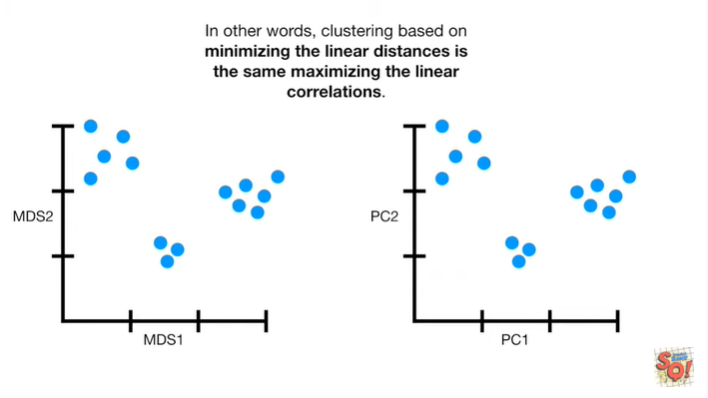 In other words, clustering based on
minimizing the linear distances is
the same maximizing the linear
correlations.
MDS2
MDS1
PC2
PC1
SQ!